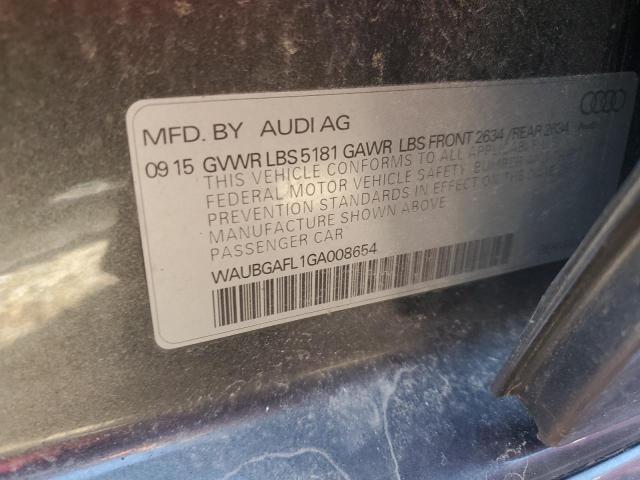 MFD. BY AUDI AG
09 15 GVWR LBS 5181 GAWR LBS FRONT 2634 / REAR 2634
THIS VEHICLE CONFORMS TO ALL APPLICABLE
FEDERAL MOTOR VEHICLE SAFETY, BUMPER AND THEFT
PREVENTION STANDARDS IN EFFECT ON THE DATE OF
MANUFACTURE SHOWN ABOVE
PASSENGER CAR
WAUBGAFL1GA008654